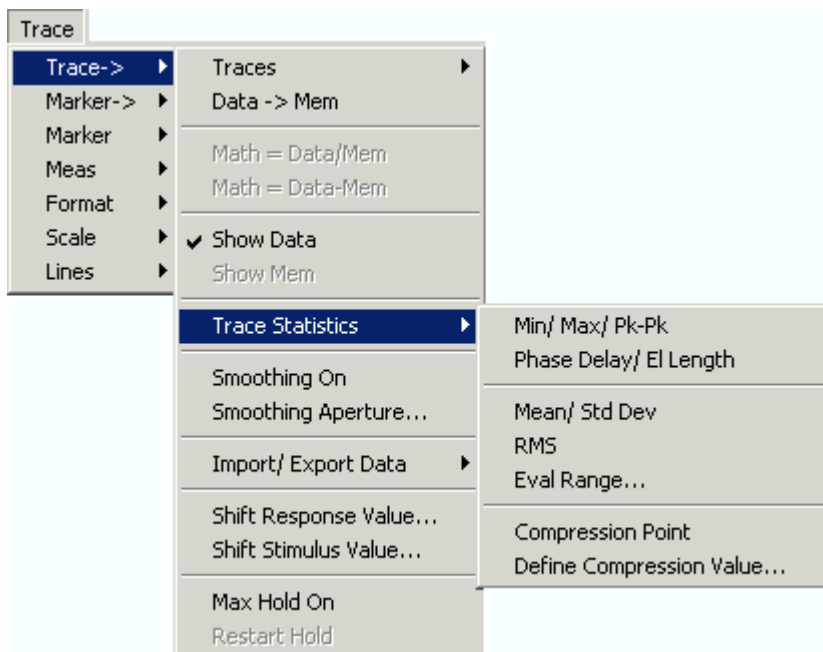 Trace
Trace->
Marker->
Marker
Meas
Format
Scale
Lines
Traces
Data -> Mem
Math = Data/Mem
Math = Data-Mem
Show Data
Show Mem
Trace Statistics
Smoothing On
Smoothing Aperture...
Import/ Export Data
Shift Response Value...
Shift Stimulus Value...
Max Hold On
Restart Hold
Min/ Max/ Pk-Pk
Phase Delay/ El Length
Mean/ Std Dev
RMS
Eval Range...
Compression Point
Define Compression Value...